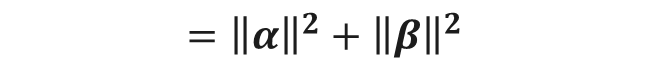 = ‖α‖² + ‖β‖²